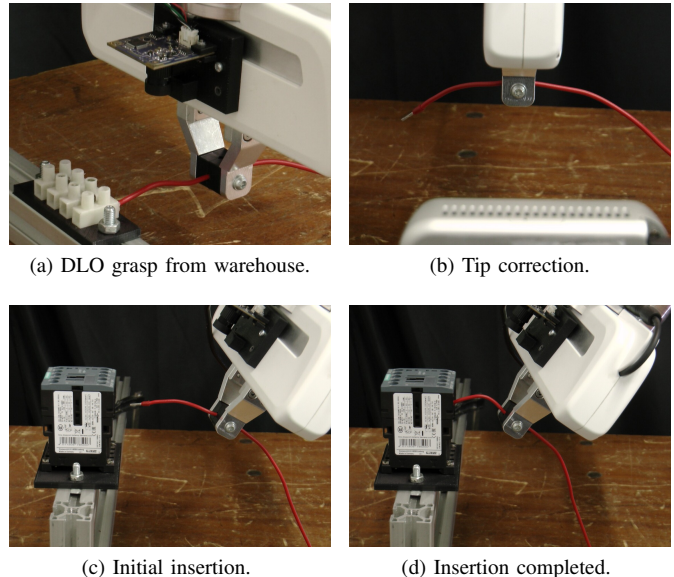 (a) DLO grasp from warehouse.
(b) Tip correction.
(c) Initial insertion.
(d) Insertion completed.